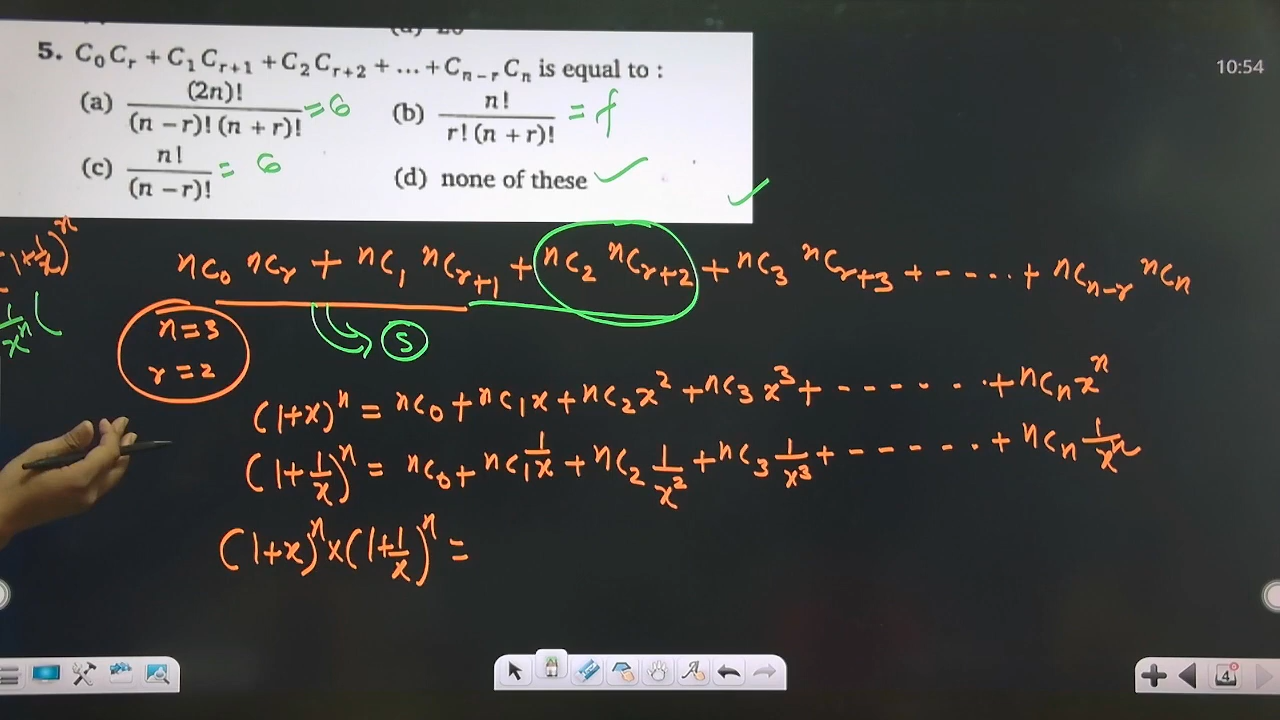 5. C₀Cᵣ + C₁Cᵣ₊₁ + C₂Cᵣ₊₂ + ... + Cₙ₋ᵣCₙ is equal to :
(a) (2n)! / (n − r)! (n + r)! = 6 (b) n! / r! (n + r)! = f
(c) n! / (n − r)! = 6 (d) none of these ✓
10:54
nC₀ nCᵣ + nC₁ nCᵣ₊₁ + nC₂ nCᵣ₊₂ + nC₃ nCᵣ₊₃ + - - - - + nCₙ₋ᵣ nCₙ
n=3
r=2
5
(1+x)ⁿ = nC₀ + nC₁x + nC₂x² + nC₃x³ + - - - - - - + nCₙxⁿ
(1+1/x)ⁿ = nC₀ + nC₁ 1/x + nC₂ 1/x² + nC₃ 1/x³ + - - - - - + nCₙ 1/xⁿ
(1+x)ⁿ × (1+1/x)ⁿ =
1/xⁿ (
4